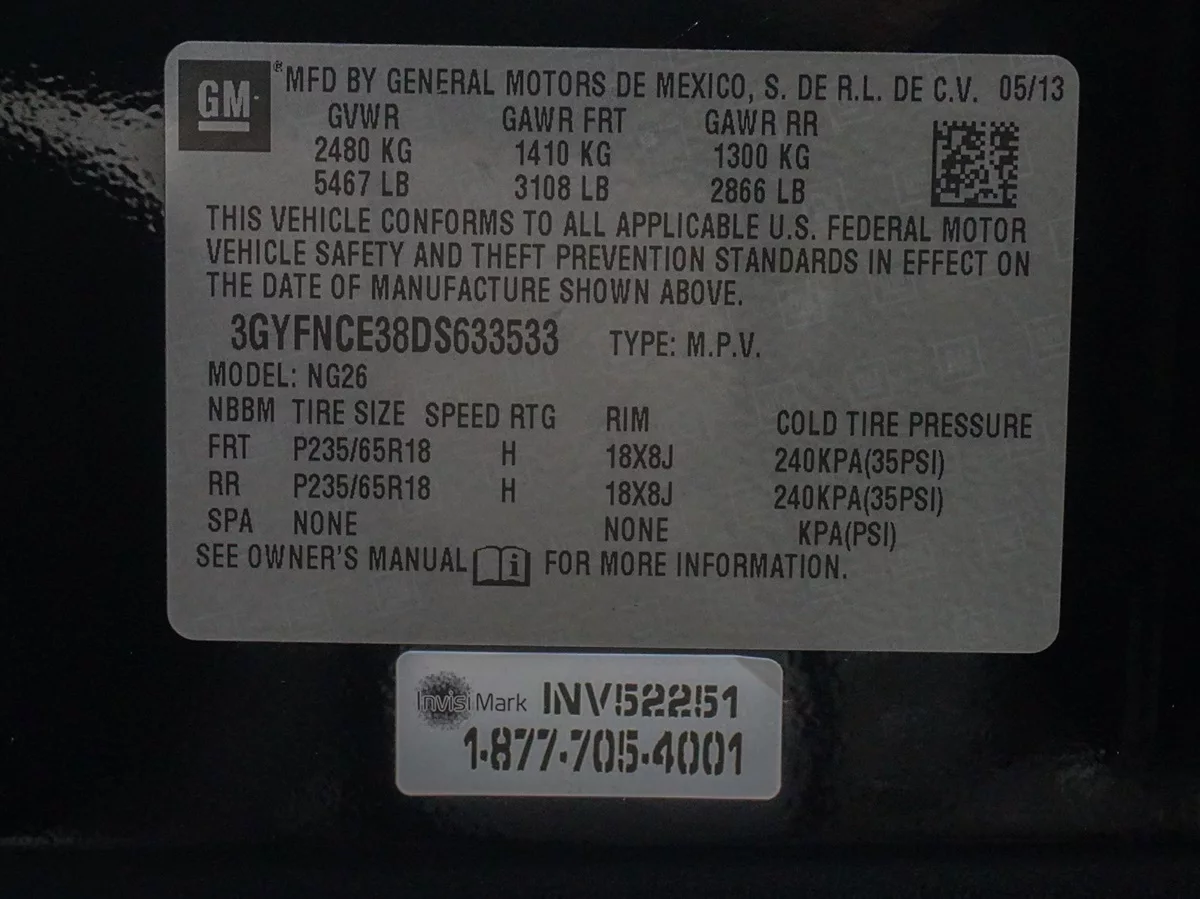 GM ® MFD BY GENERAL MOTORS DE MEXICO, S. DE R.L. DE C.V. 05/13
GVWR GAWR FRT GAWR RR
2480 KG 1410 KG 1300 KG
5467 LB 3108 LB 2866 LB
THIS VEHICLE CONFORMS TO ALL APPLICABLE U.S. FEDERAL MOTOR
VEHICLE SAFETY AND THEFT PREVENTION STANDARDS IN EFFECT ON
THE DATE OF MANUFACTURE SHOWN ABOVE.
3GYFNCE38DS633533 TYPE: M.P.V.
MODEL: NG26
NBBM TIRE SIZE SPEED RTG RIM COLD TIRE PRESSURE
FRT P235/65R18 H 18X8J 240KPA(35PSI)
RR P235/65R18 H 18X8J 240KPA(35PSI)
SPA NONE NONE KPA(PSI)
SEE OWNER'S MANUAL i FOR MORE INFORMATION.
InvisiMark INV52251
1-877-705-4001